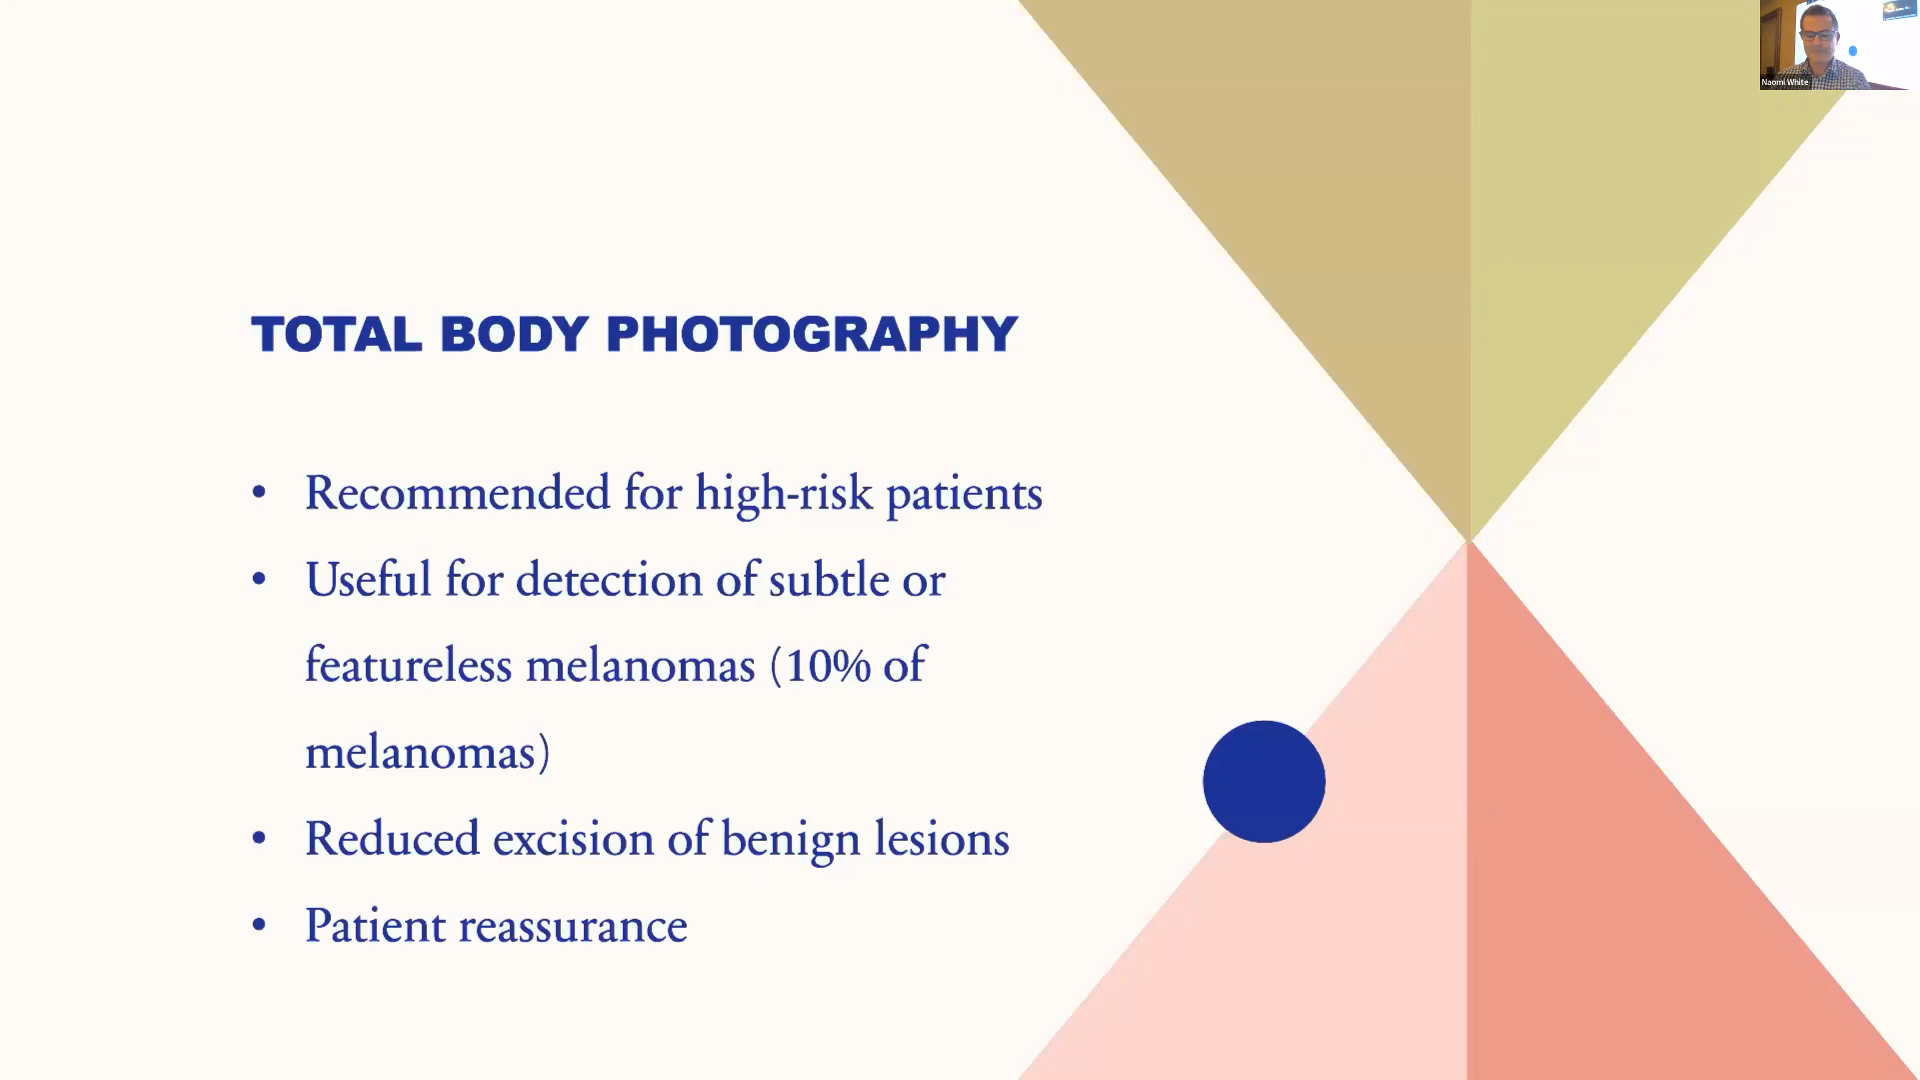 Naomi White
TOTAL BODY PHOTOGRAPHY
• Recommended for high-risk patients
• Useful for detection of subtle or
featureless melanomas (10% of
melanomas)
• Reduced excision of benign lesions
• Patient reassurance